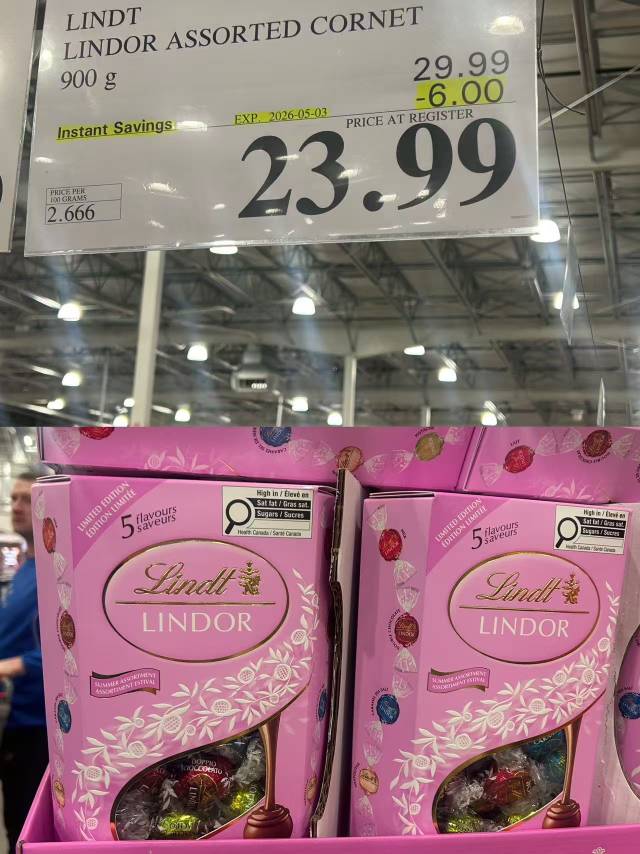 LINDT
LINDOR ASSORTED CORNET
900 g
29.99
-6.00
Instant Savings
EXP. 2026-05-03
PRICE AT REGISTER
23.99
PRICE PER
100 GRAMS
2.666
LIMITED EDITION
ÉDITION LIMITÉE
5 flavours
saveurs
High in / Élevé en
Sat fat / Gras sat.
Sugars / Sucres
Health Canada / Santé Canada
Lindt
LINDOR
SUMMER ASSORTMENT
ASSORTIMENT ESTIVAL
DOPPIO
CIOCCOLATO
LIMITED EDITION
ÉDITION LIMITÉE
5 flavours
saveurs
High in / Élevé en
Sat fat / Gras sat.
Sugars / Sucres
Health Canada / Santé Canada
Lindt
LINDOR
SUMMER ASSORTMENT
ASSORTIMENT ESTIVAL